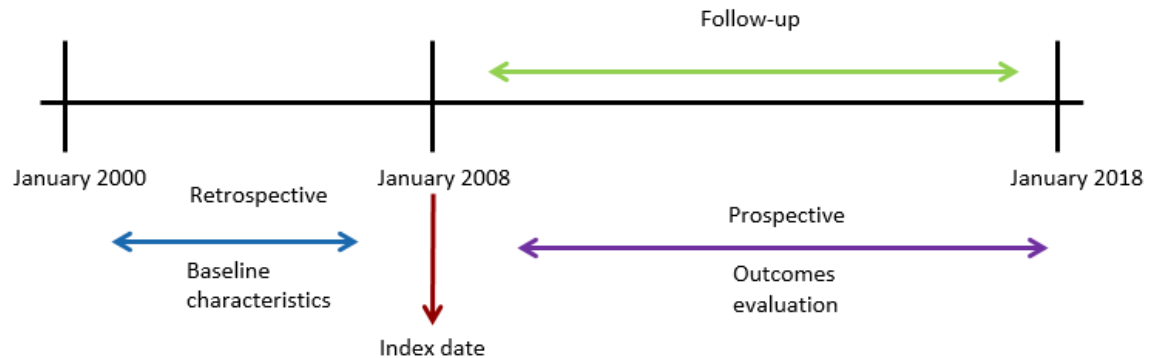 Follow-up
January 2000
January 2008
January 2018
Retrospective
Prospective
Baseline
characteristics
Outcomes
evaluation
Index date